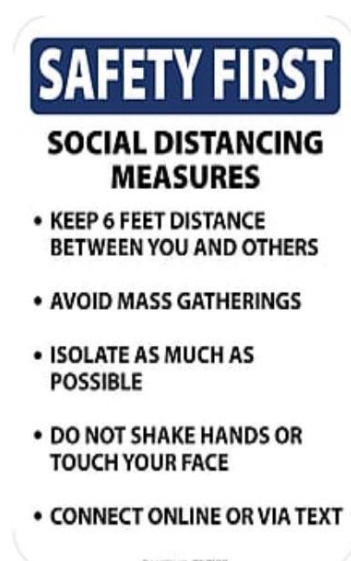 SAFETY FIRST
SOCIAL DISTANCING
MEASURES
• KEEP 6 FEET DISTANCE
BETWEEN YOU AND OTHERS
• AVOID MASS GATHERINGS
• ISOLATE AS MUCH AS
POSSIBLE
• DO NOT SHAKE HANDS OR
TOUCH YOUR FACE
• CONNECT ONLINE OR VIA TEXT